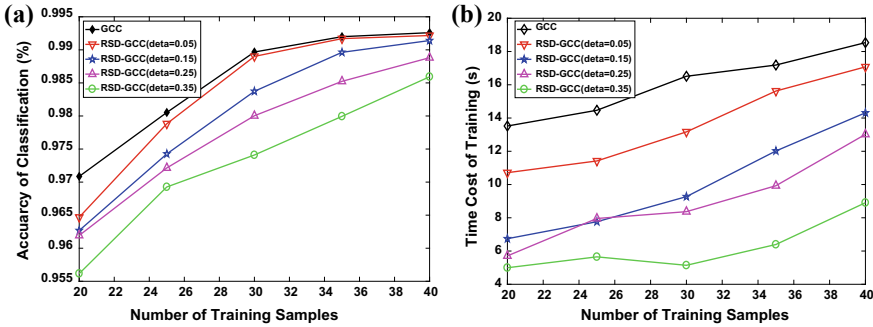 (a)
0.995
0.99
0.985
0.98
0.975
0.97
0.965
0.96
0.955
Accuarcy of Classification (%)
GCC
RSD-GCC(deta=0.05)
RSD-GCC(deta=0.15)
RSD-GCC(deta=0.25)
RSD-GCC(deta=0.35)
20 22 24 26 28 30 32 34 36 38 40
Number of Training Samples
(b)
20
18
16
14
12
10
8
6
4
Time Cost of Training (s)
GCC
RSD-GCC(deta=0.05)
RSD-GCC(deta=0.15)
RSD-GCC(deta=0.25)
RSD-GCC(deta=0.35)
20 22 24 26 28 30 32 34 36 38 40
Number of Training Samples